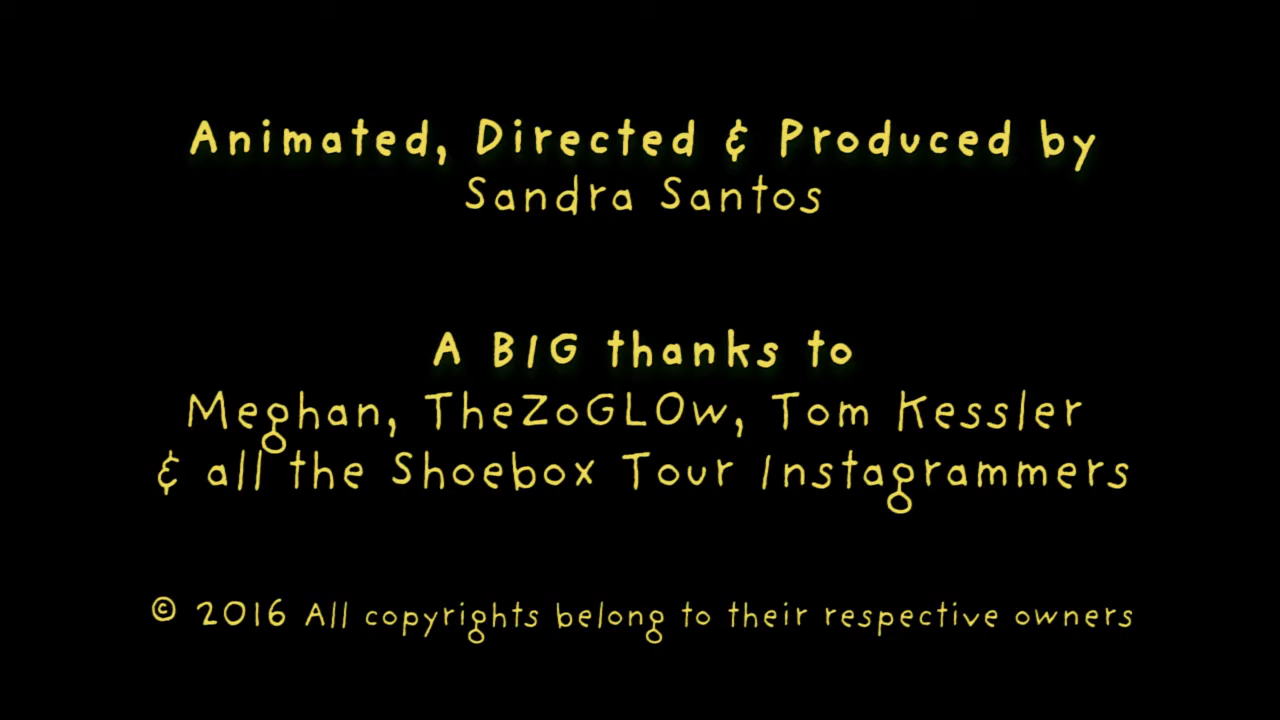 Animated, Directed & Produced by
Sandra Santos
A BIG thanks to
Meghan, TheZoGLOw, Tom Kessler
& all the Shoebox Tour Instagrammers
© 2016 All copyrights belong to their respective owners